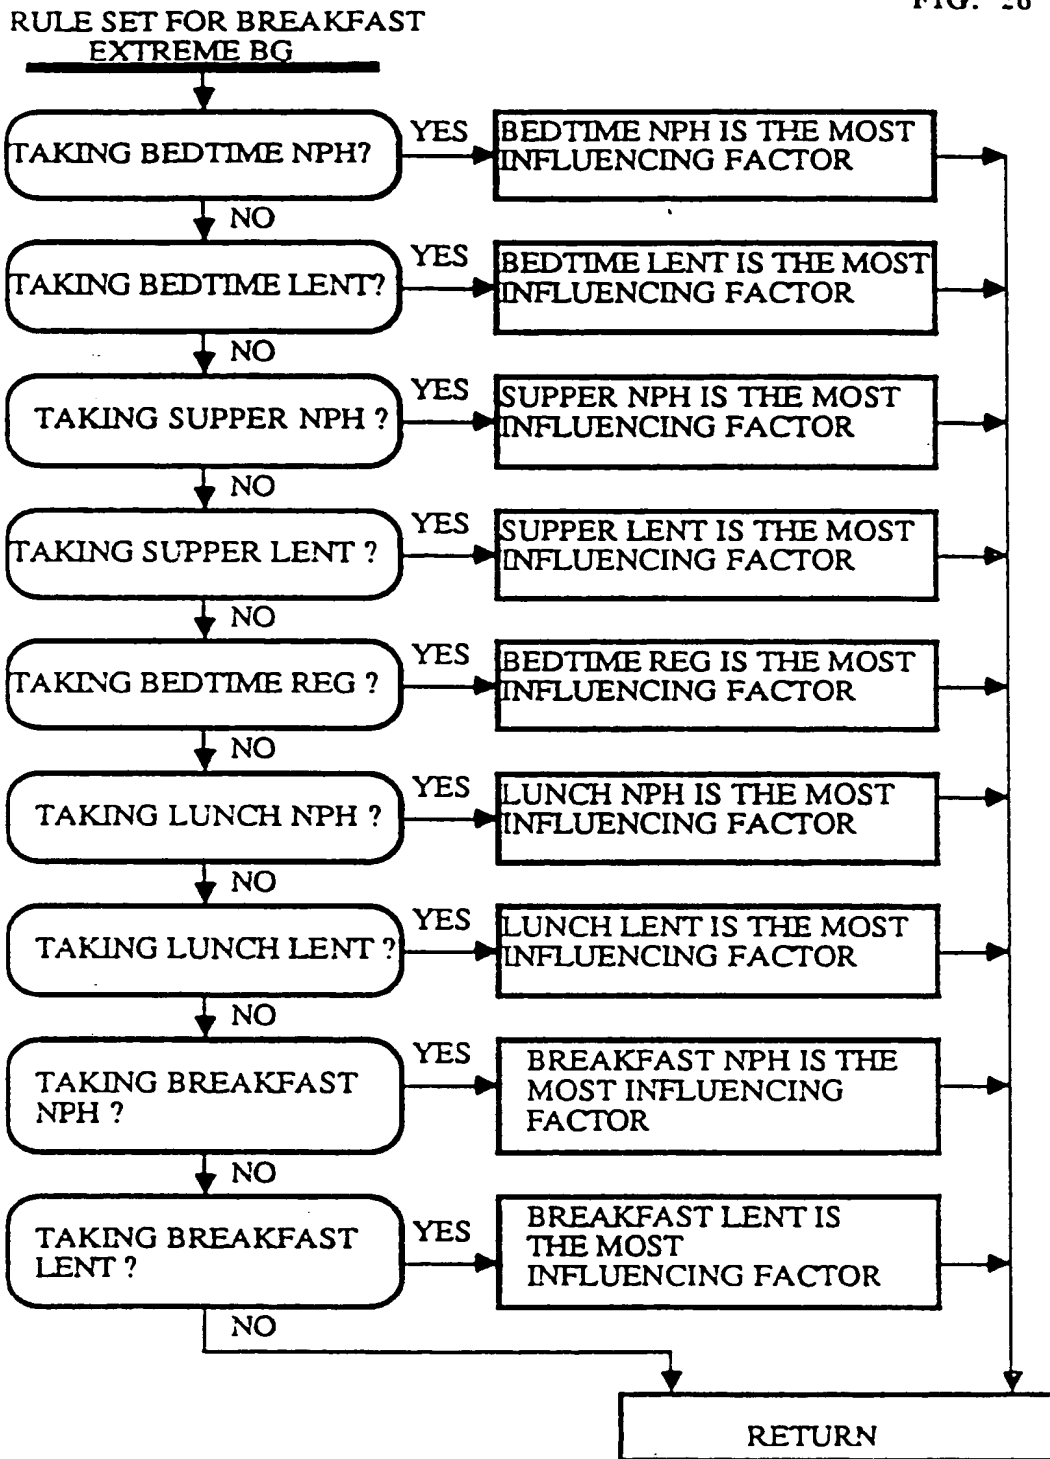 FIG. 26
RULE SET FOR BREAKFAST
EXTREME BG
TAKING BEDTIME NPH?
YES
BEDTIME NPH IS THE MOST
INFLUENCING FACTOR
NO
TAKING BEDTIME LENT?
YES
BEDTIME LENT IS THE MOST
INFLUENCING FACTOR
NO
TAKING SUPPER NPH ?
YES
SUPPER NPH IS THE MOST
INFLUENCING FACTOR
NO
TAKING SUPPER LENT ?
YES
SUPPER LENT IS THE MOST
INFLUENCING FACTOR
NO
TAKING BEDTIME REG ?
YES
BEDTIME REG IS THE MOST
INFLUENCING FACTOR
NO
TAKING LUNCH NPH ?
YES
LUNCH NPH IS THE MOST
INFLUENCING FACTOR
NO
TAKING LUNCH LENT ?
YES
LUNCH LENT IS THE MOST
INFLUENCING FACTOR
NO
TAKING BREAKFAST
NPH ?
YES
BREAKFAST NPH IS THE
MOST INFLUENCING
FACTOR
NO
TAKING BREAKFAST
LENT ?
YES
BREAKFAST LENT IS
THE MOST
INFLUENCING FACTOR
NO
RETURN